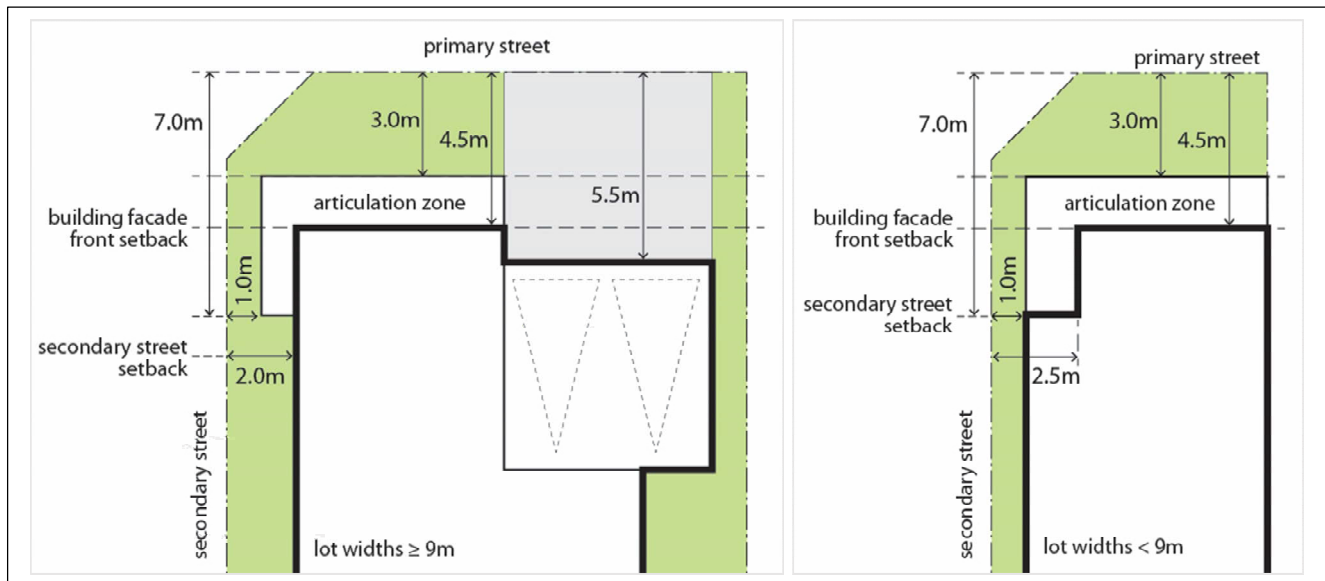 primary street
7.0m
3.0m
4.5m
5.5m
articulation zone
building facade
front setback
1.0m
secondary street
setback
2.0m
secondary street
lot widths ≥ 9m
primary street
7.0m
3.0m
4.5m
articulation zone
building facade
front setback
1.0m
secondary street
setback
2.5m
secondary street
lot widths < 9m